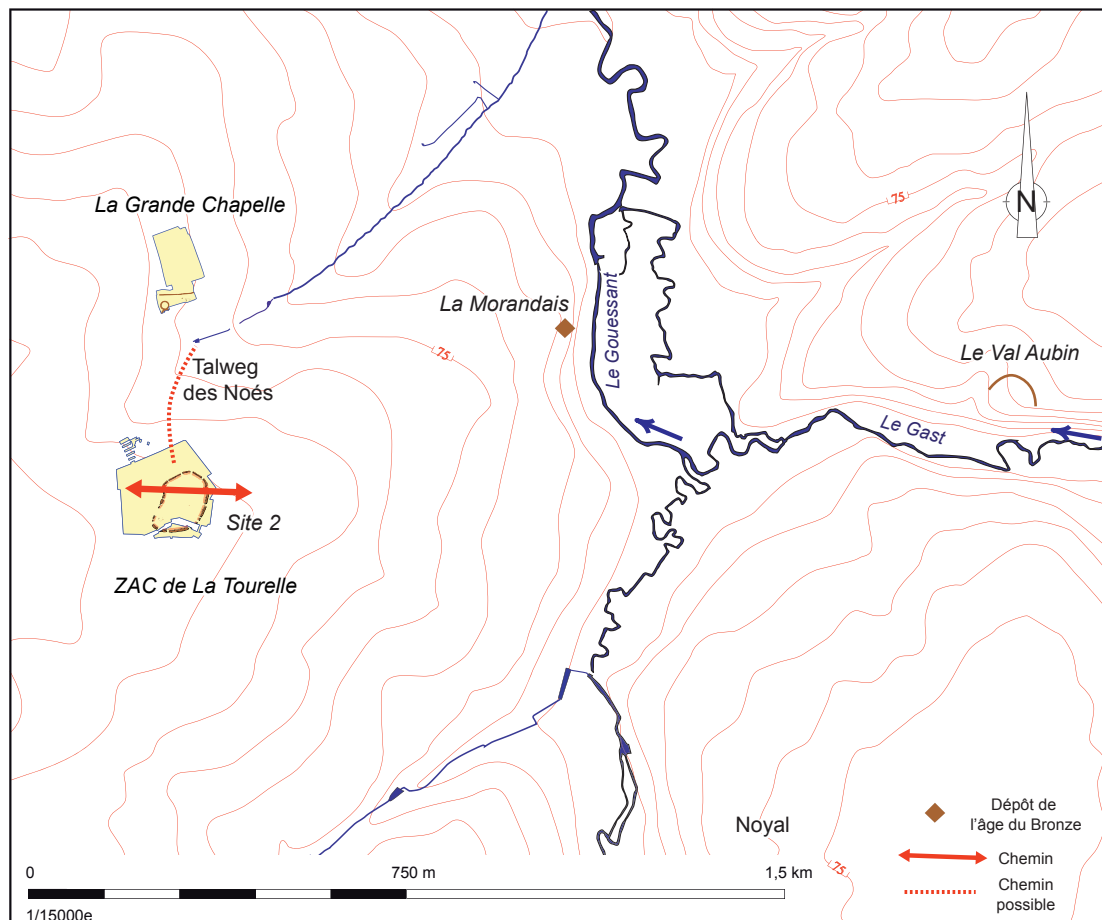 La Grande Chapelle
75
N
La Morandais
Le Gouessant
Le Val Aubin
75
Talweg
des Noés
Le Gast
Site 2
ZAC de La Tourelle
Noyal
Dépôt de
l'âge du Bronze
Chemin
Chemin
possible
75
0
750 m
1,5 km
1/15000e